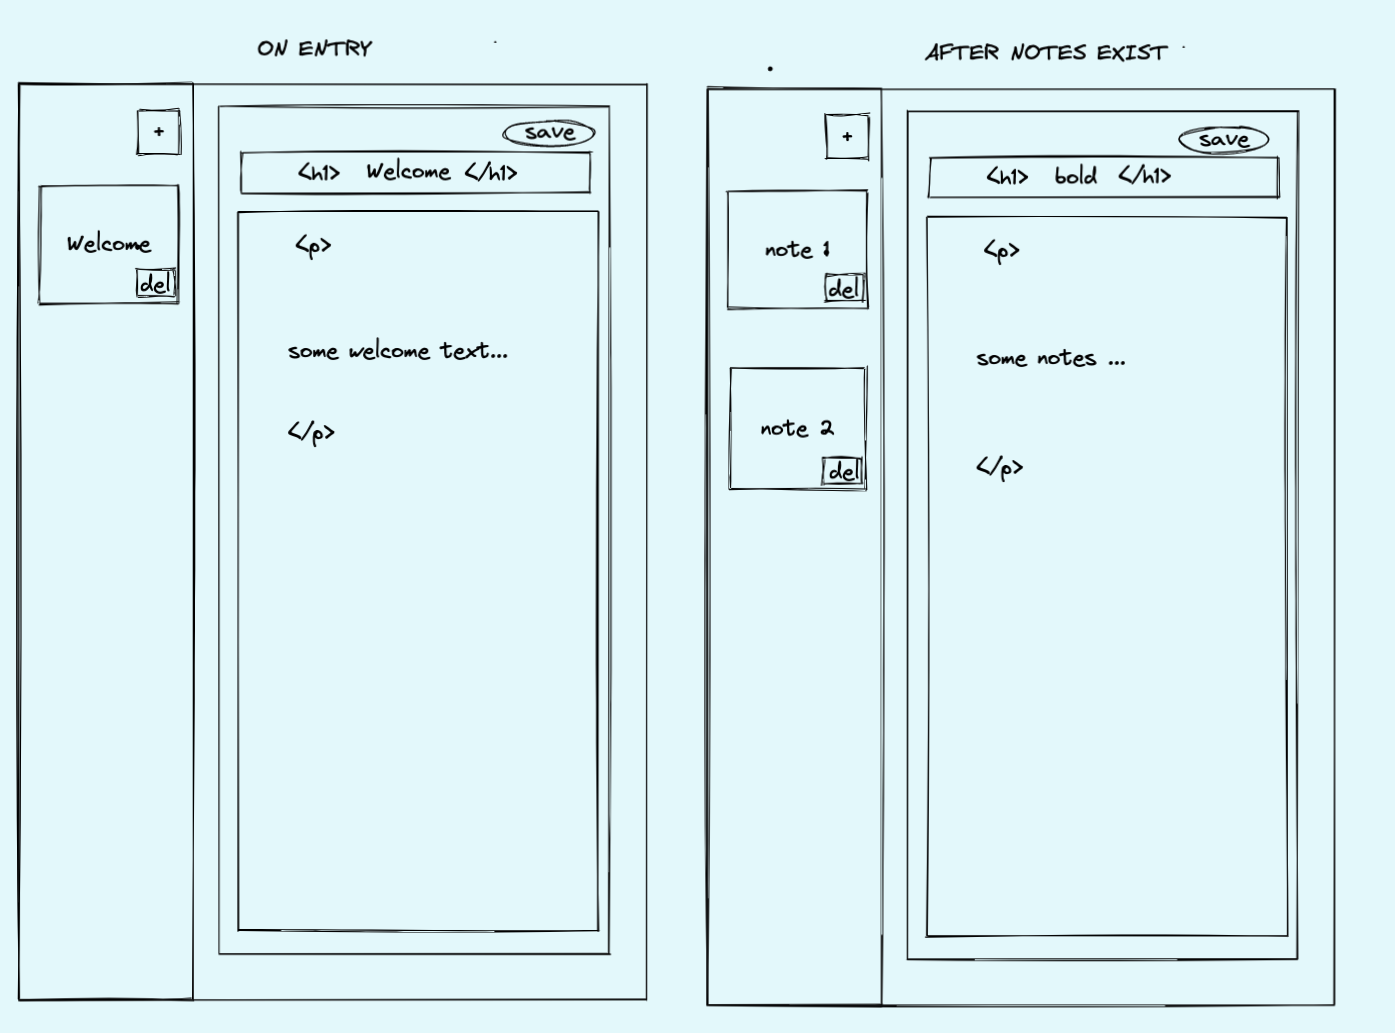 ON ENTRY
+
save
<h1> Welcome </h1>
Welcome
del
<p>
some welcome text...
</p>
AFTER NOTES EXIST
+
save
<h1> bold </h1>
note 1
del
<p>
some notes ...
note 2
del
</p>